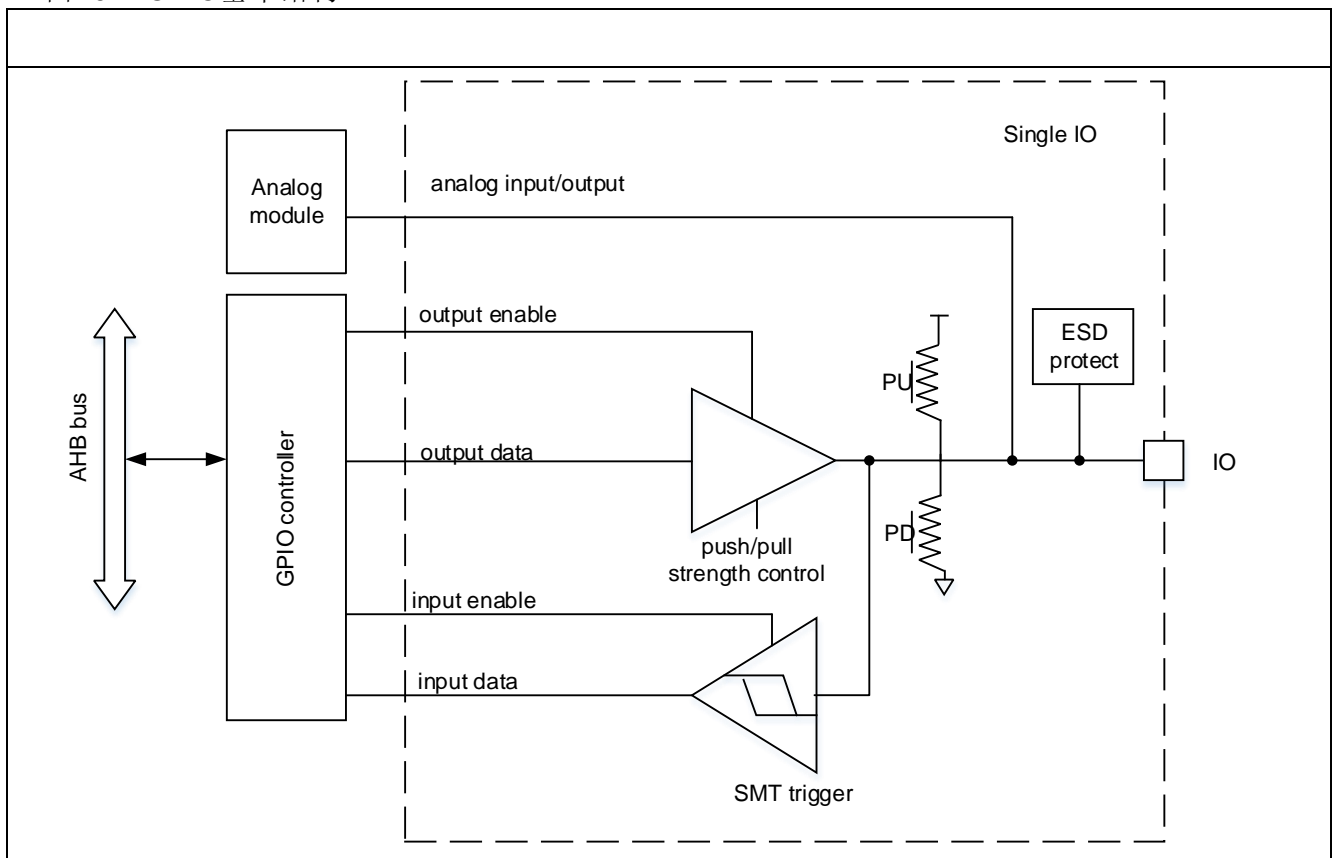 Single IO
Analog
module
analog input/output
output enable
ESD
protect
PU
AHB bus
GPIO controller
output data
IO
PD
push/pull
strength control
input enable
input data
SMT trigger